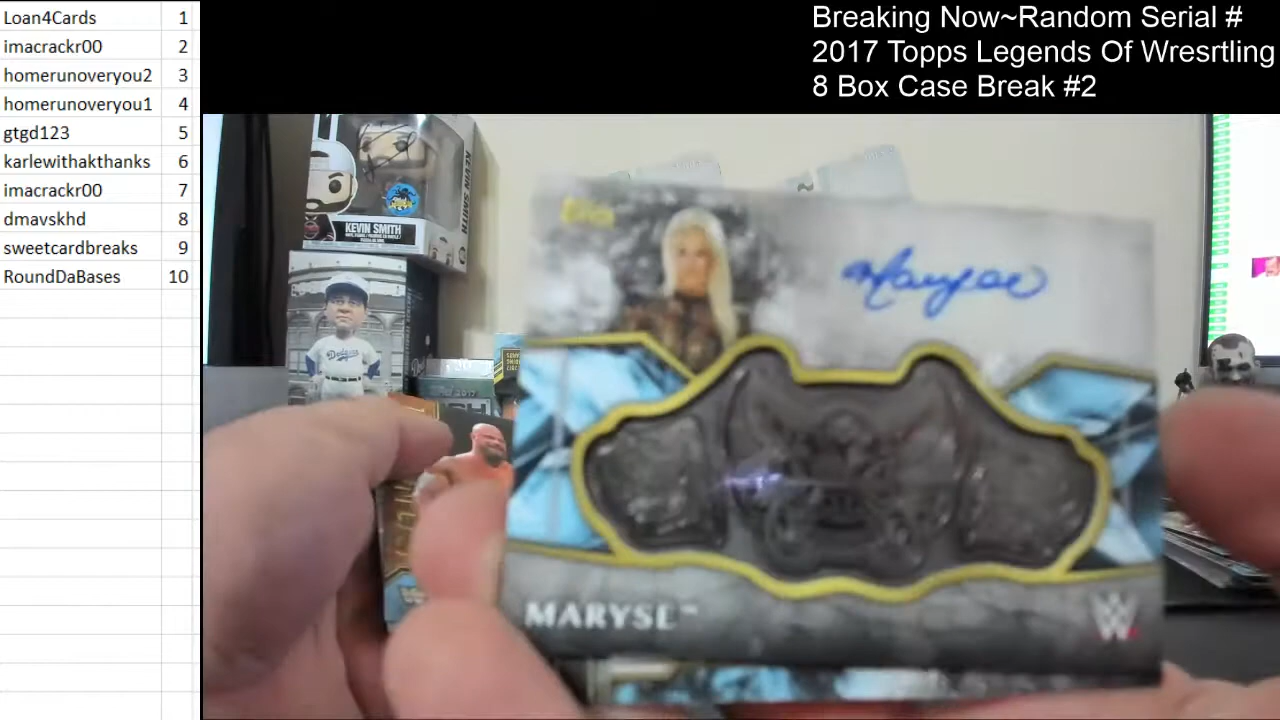 Loan4Cards 1
imacrackr00 2
homerunoveryou2 3
homerunoveryou1 4
gtgd123 5
karlewithakthanks 6
imacrackr00 7
dmavskhd 8
sweetcardbreaks 9
RoundDaBases 10
Breaking Now~Random Serial #
2017 Topps Legends Of Wresrtling
8 Box Case Break #2
KEVIN SMITH
KEVIN SMITH
Dodgers
Maryse
MARYSE™
W